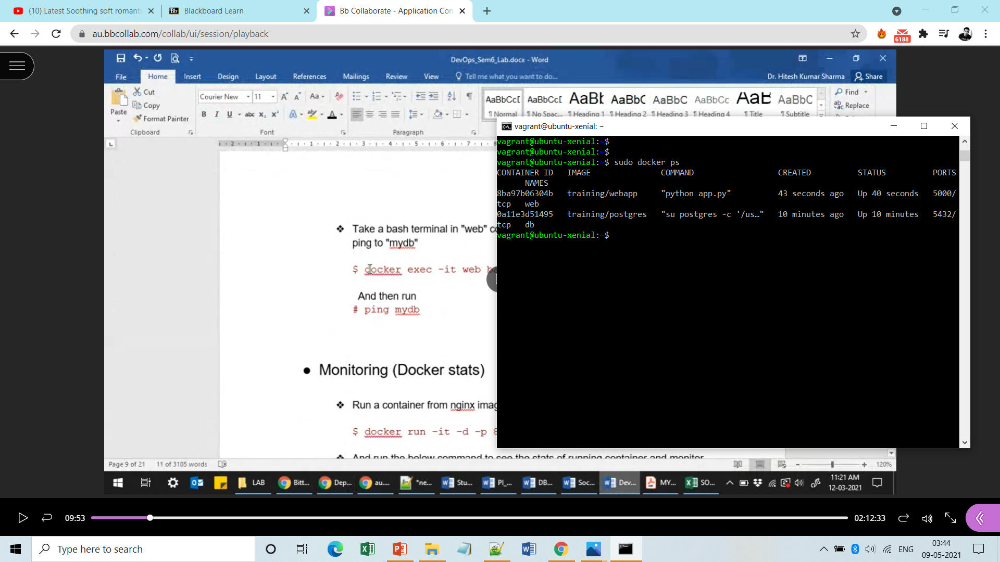 (10) Latest Soothing soft romanti
Blackboard Learn
Bb Collaborate - Application Con
au.bbcollab.com/collab/ui/session/playback
6188
DevOps_Sem6_Lab.docx - Word
File Home Insert Design Layout References Mailings Review View Tell me what you want to do...
Dr. Hitesh Kumar Sharma Share
Paste
Cut
Copy
Format Painter
Clipboard
Courier New 11
Font
Paragraph
AaBbCcI AaBbCcI AaBb AaBbC AaBbC AaBbCc AaB AaBbC
¶ Normal ¶ No Spac... ¶ Heading 1 ¶ Heading 2 ¶ Heading 3 ¶ Heading 4 ¶ Title ¶ Subtitle
Find
Replace
❖ Take a bash terminal in "web" c
ping to "mydb"
$ docker exec -it web ba
And then run
# ping mydb
● Monitoring (Docker stats)
❖ Run a container from nginx imag
$ docker run -it -d -p 8
❖ And run the below command to see the stats of running container and monitor
vagrant@ubuntu-xenial: ~
vagrant@ubuntu-xenial:~$
vagrant@ubuntu-xenial:~$
vagrant@ubuntu-xenial:~$ sudo docker ps
CONTAINER ID IMAGE COMMAND CREATED STATUS PORTS
NAMES
8ba97b06304b training/webapp "python app.py" 43 seconds ago Up 40 seconds 5000/
tcp web
0a11e3d51495 training/postgres "su postgres -c '/us…" 10 minutes ago Up 10 minutes 5432/
tcp db
vagrant@ubuntu-xenial:~$
Page 9 of 21 11 of 3105 words
120%
LAB Bitt... Dep... au.... *ne... Stu... PI_... DB... Soc... Dev... MY... SO...
11:21 AM
12-03-2021
09:53
02:12:33
Type here to search
ENG
03:44
09-05-2021